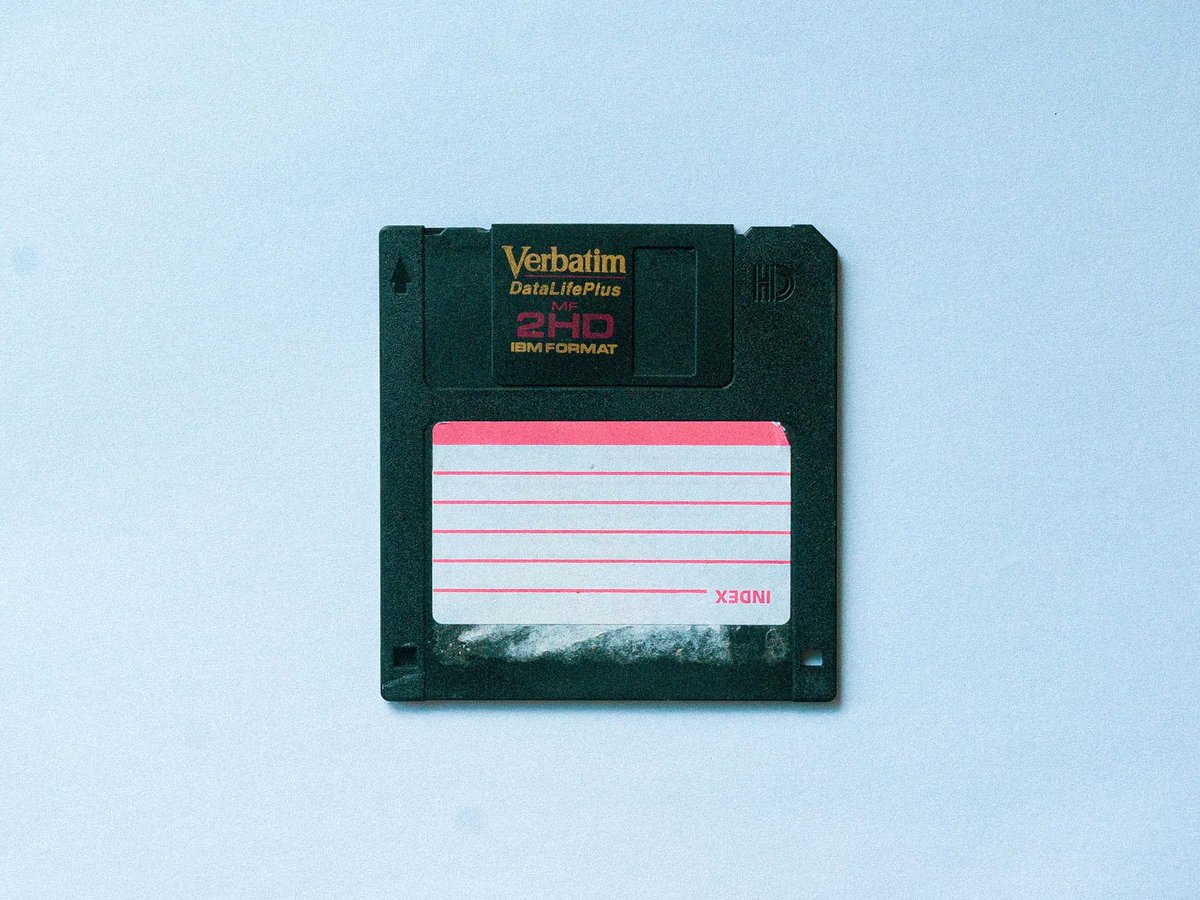 Verbatim
DataLifePlus
MF
2HD
IBM FORMAT
HD
INDEX